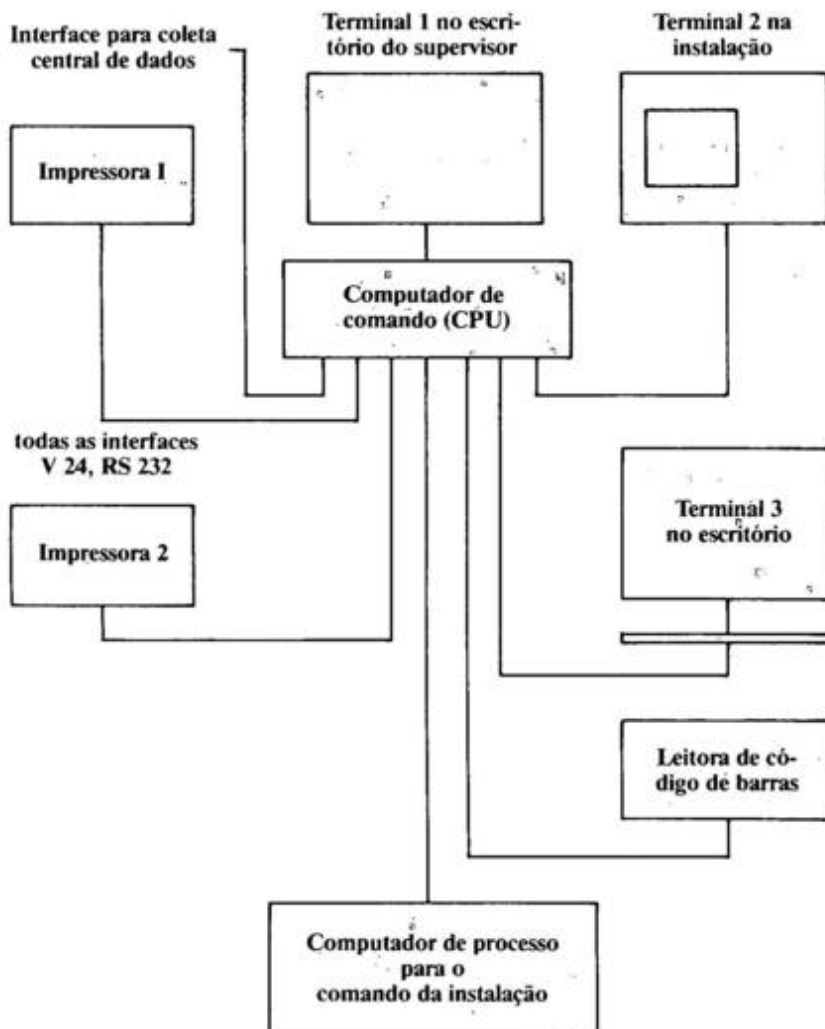 Interface para coleta
central de dados
Terminal 1 no escri-
tório do supervisor
Terminal 2 na
instalação
Impressora I
Computador de
comando (CPU)
todas as interfaces
V 24, RS 232
Impressora 2
Terminal 3
no escritório
Leitora de có-
digo de barras
Computador de processo
para o
comando da instalação